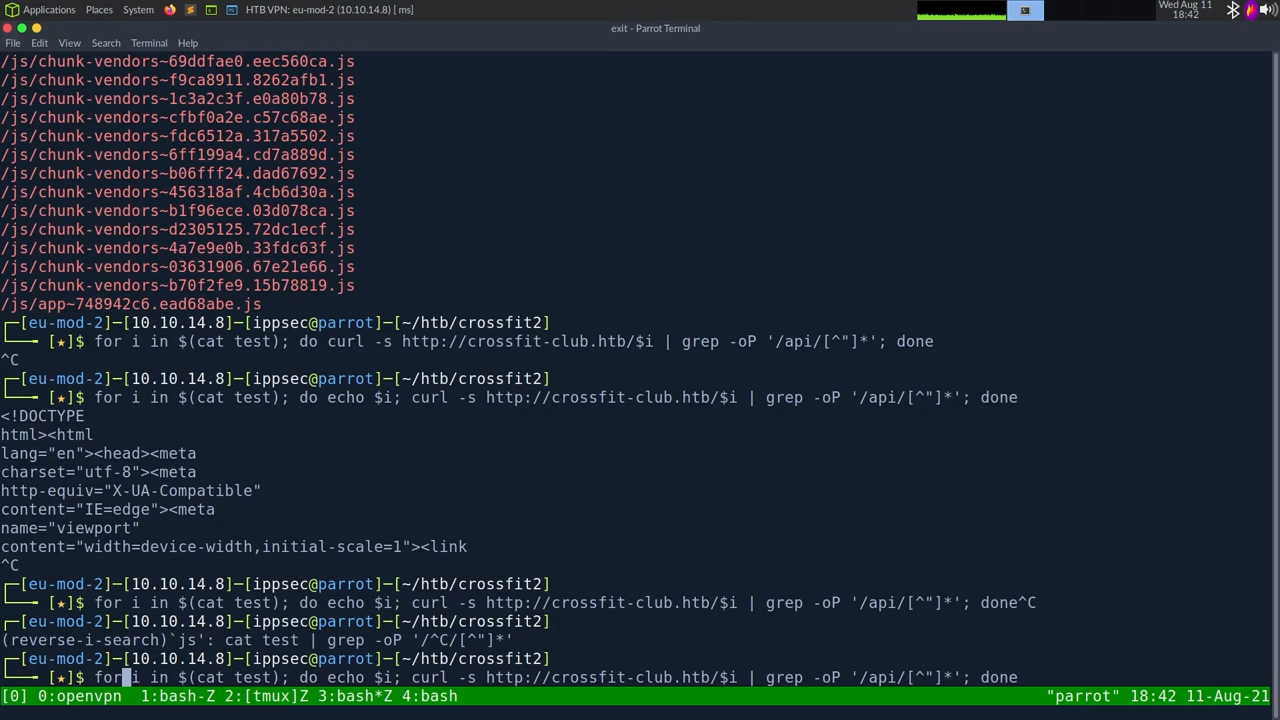 Applications Places System HTB VPN: eu-mod-2 (10.10.14.8) [ ms] Wed Aug 11
18:42
exit - Parrot Terminal
File Edit View Search Terminal Help
/js/chunk-vendors~69ddfae0.eec560ca.js
/js/chunk-vendors~f9ca8911.8262afb1.js
/js/chunk-vendors~1c3a2c3f.e0a80b78.js
/js/chunk-vendors~cfbf0a2e.c57c68ae.js
/js/chunk-vendors~fdc6512a.317a5502.js
/js/chunk-vendors~6ff199a4.cd7a889d.js
/js/chunk-vendors~b06fff24.dad67692.js
/js/chunk-vendors~456318af.4cb6d30a.js
/js/chunk-vendors~b1f96ece.03d078ca.js
/js/chunk-vendors~d2305125.72dc1ecf.js
/js/chunk-vendors~4a7e9e0b.33fdc63f.js
/js/chunk-vendors~03631906.67e21e66.js
/js/chunk-vendors~b70f2fe9.15b78819.js
/js/app~748942c6.ead68abe.js
┌─[eu-mod-2]─[10.10.14.8]─[ippsec@parrot]─[~/htb/crossfit2]
└──╼ [★]$ for i in $(cat test); do curl -s http://crossfit-club.htb/$i | grep -oP '/api/[^"]*'; done
^C
┌─[eu-mod-2]─[10.10.14.8]─[ippsec@parrot]─[~/htb/crossfit2]
└──╼ [★]$ for i in $(cat test); do echo $i; curl -s http://crossfit-club.htb/$i | grep -oP '/api/[^"]*'; done
<!DOCTYPE
html><html
lang="en"><head><meta
charset="utf-8"><meta
http-equiv="X-UA-Compatible"
content="IE=edge"><meta
name="viewport"
content="width=device-width,initial-scale=1"><link
^C
┌─[eu-mod-2]─[10.10.14.8]─[ippsec@parrot]─[~/htb/crossfit2]
└──╼ [★]$ for i in $(cat test); do echo $i; curl -s http://crossfit-club.htb/$i | grep -oP '/api/[^"]*'; done^C
┌─[eu-mod-2]─[10.10.14.8]─[ippsec@parrot]─[~/htb/crossfit2]
(reverse-i-search)`js': cat test | grep -oP '/^C/[^"]*'
┌─[eu-mod-2]─[10.10.14.8]─[ippsec@parrot]─[~/htb/crossfit2]
└──╼ [★]$ for i in $(cat test); do echo $i; curl -s http://crossfit-club.htb/$i | grep -oP '/api/[^"]*'; done
[0] 0:openvpn 1:bash-Z 2:[tmux]Z 3:bash*Z 4:bash "parrot" 18:42 11-Aug-21